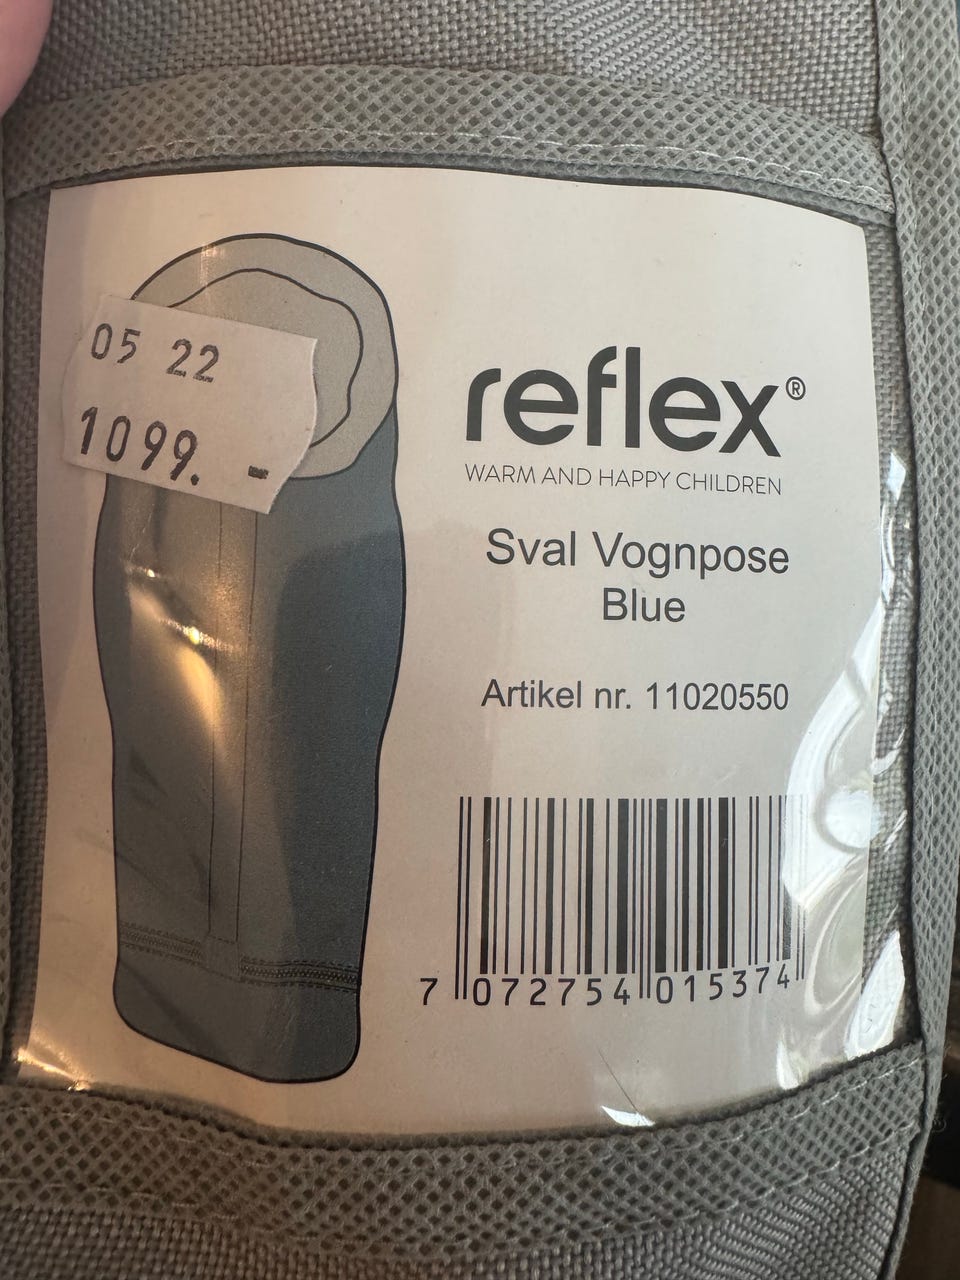 05 22
1099. -
reflex®
WARM AND HAPPY CHILDREN
Sval Vognpose
Blue
Artikel nr. 11020550
7 072754 015374